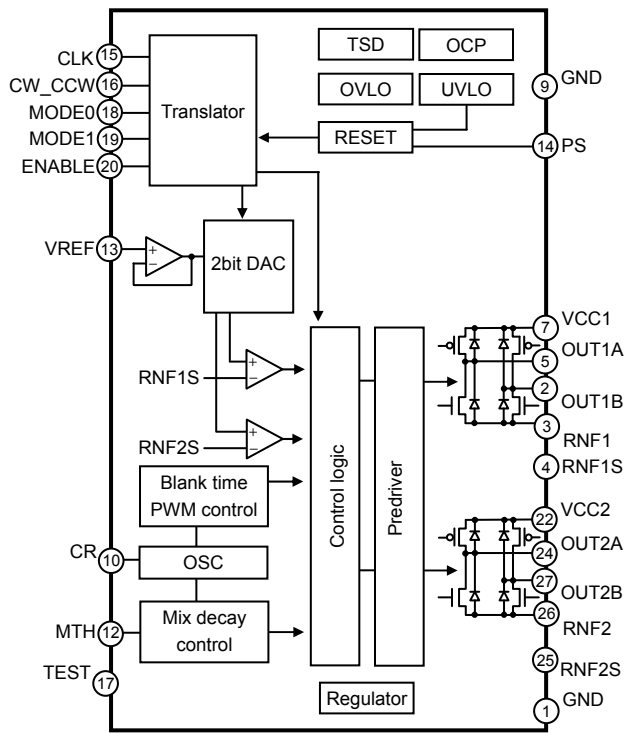 CLK 15
CW_CCW 16
MODE0 18
MODE1 19
ENABLE 20
Translator
TSD
OCP
OVLO
UVLO
RESET
9 GND
14 PS
VREF 13
+
−
2bit DAC
RNF1S
+
−
RNF2S
+
−
Blank time
PWM control
CR 10
OSC
MTH 12
Mix decay
control
TEST
17
Control logic
Predriver
7 VCC1
5 OUT1A
2
OUT1B
3
RNF1
4 RNF1S
VCC2
22
24 OUT2A
27
OUT2B
26
RNF2
25
RNF2S
GND
1
Regulator